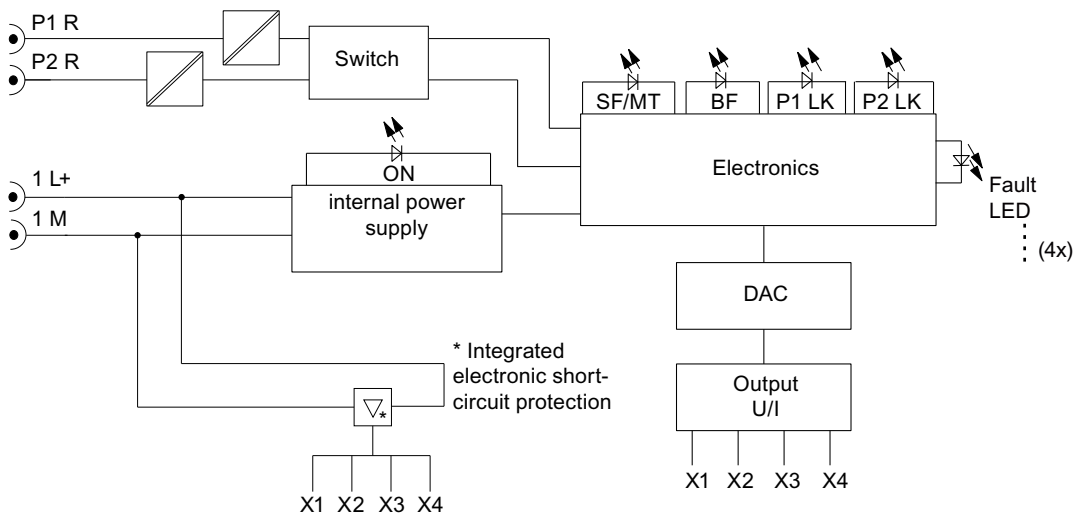 P1 R
P2 R
Switch
SF/MT
BF
P1 LK
P2 LK
Electronics
Fault
LED
(4x)
ON
internal power
supply
1 L+
1 M
DAC
Output
U/I
X1
X2
X3
X4
* Integrated
electronic short-
circuit protection
*
X1
X2
X3
X4